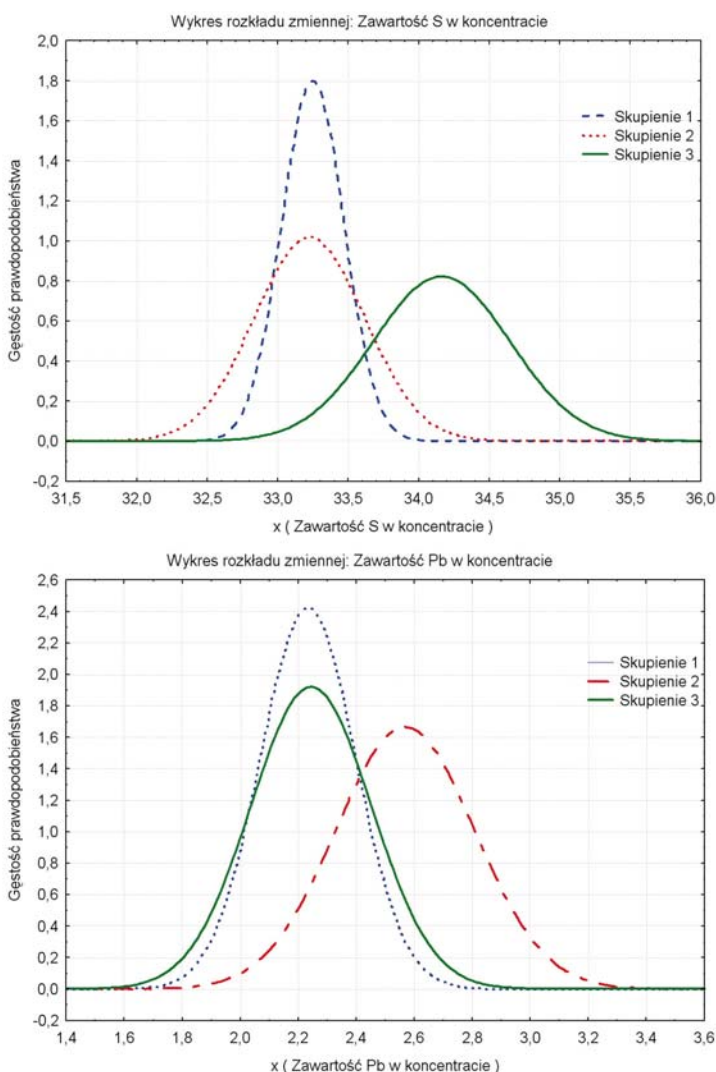 Wykres rozkładu zmiennej: Zawartość S w koncentracie
2,0
1,8
1,6
1,4
1,2
1,0
0,8
0,6
0,4
0,2
0,0
-0,2
Gęstość prawdopodobieństwa
Skupienie 1
Skupienie 2
Skupienie 3
31,5 32,0 32,5 33,0 33,5 34,0 34,5 35,0 35,5 36,0
x ( Zawartość S w koncentracie )
Wykres rozkładu zmiennej: Zawartość Pb w koncentracie
2,6
2,4
2,2
2,0
1,8
1,6
1,4
1,2
1,0
0,8
0,6
0,4
0,2
0,0
-0,2
Gęstość prawdopodobieństwa
Skupienie 1
Skupienie 2
Skupienie 3
1,4 1,6 1,8 2,0 2,2 2,4 2,6 2,8 3,0 3,2 3,4 3,6
x ( Zawartość Pb w koncentracie )